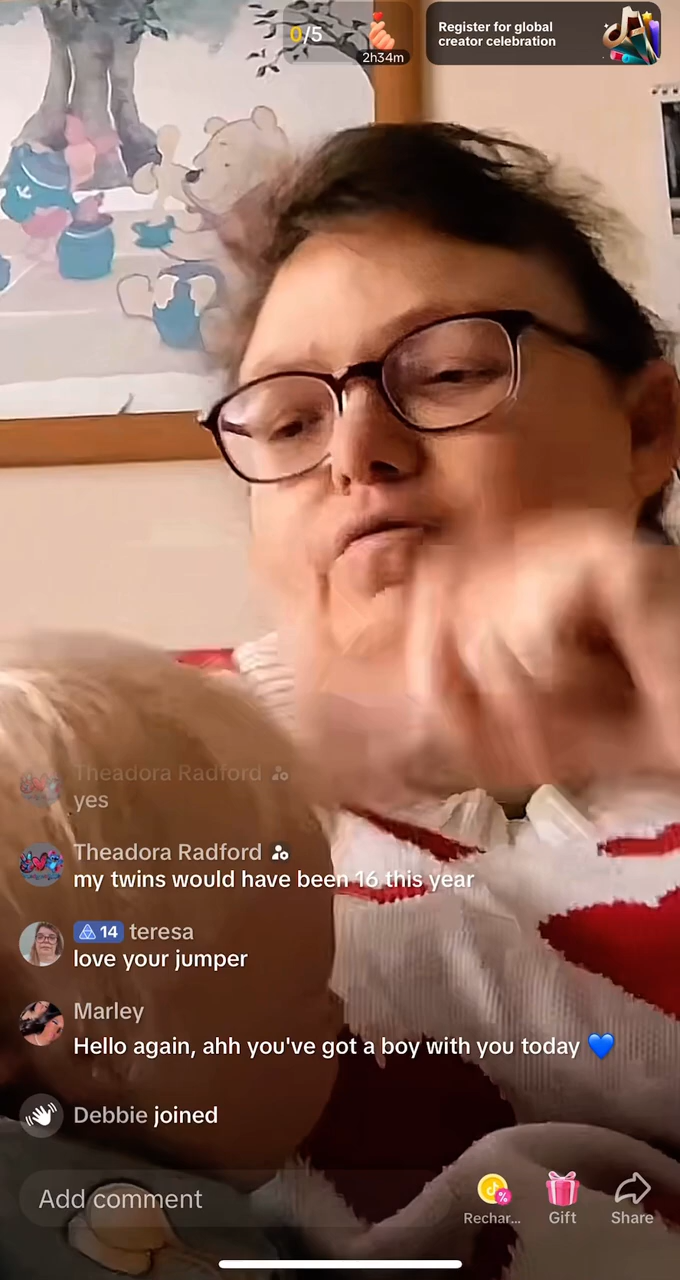 0/5
2h34m
Register for global
creator celebration
Theadora Radford
yes
Theadora Radford
my twins would have been 16 this year
14 teresa
love your jumper
Marley
Hello again, ahh you've got a boy with you today 💙
Debbie joined
Add comment
Rechar...
Gift
Share